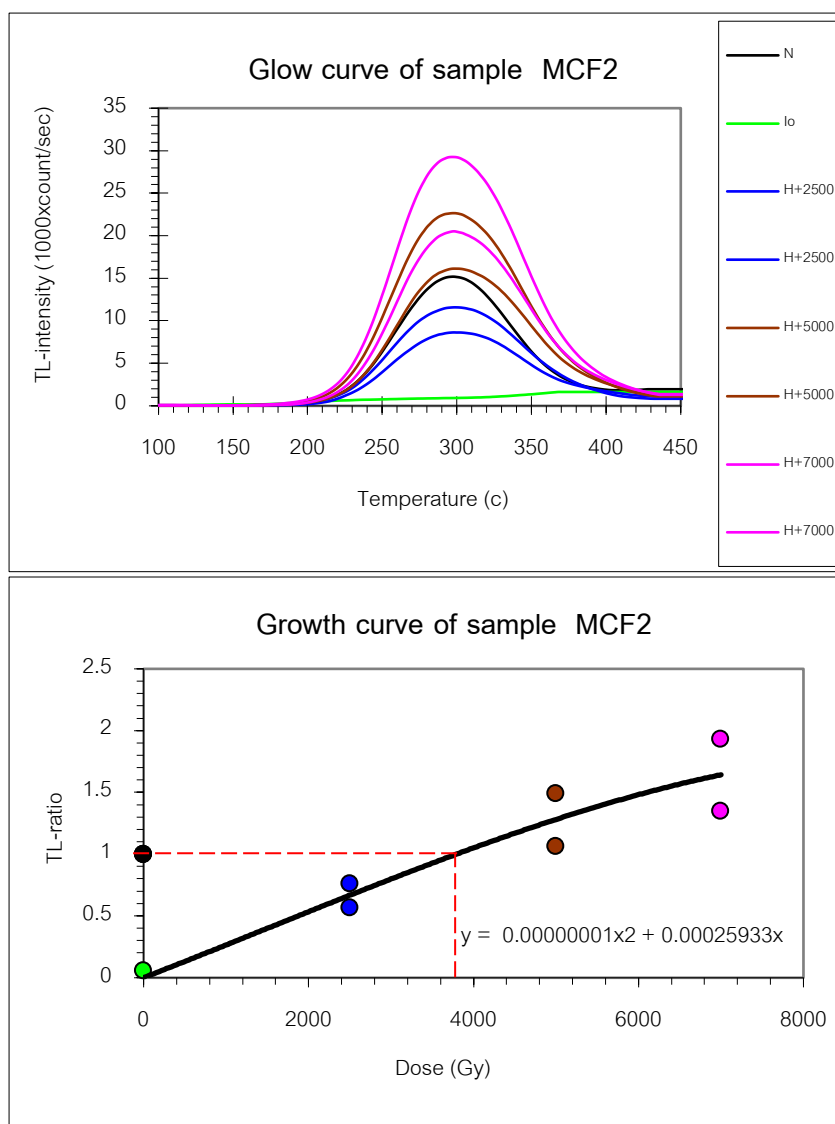 Glow curve of sample MCF2
TL-intensity (1000xcount/sec)
35
30
25
20
15
10
5
0
100 150 200 250 300 350 400 450
Temperature (c)
N
Io
H+2500
H+2500
H+5000
H+5000
H+7000
H+7000
Growth curve of sample MCF2
TL-ratio
2.5
2
1.5
1
0.5
0
y = 0.00000001x2 + 0.00025933x
0 2000 4000 6000 8000
Dose (Gy)